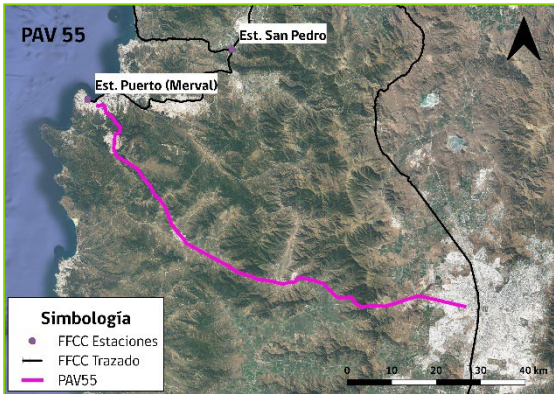 PAV 55
Est. San Pedro
Est. Puerto (Merval)
Simbología
FFCC Estaciones
FFCC Trazado
PAV55
0 10 20 30 40 km